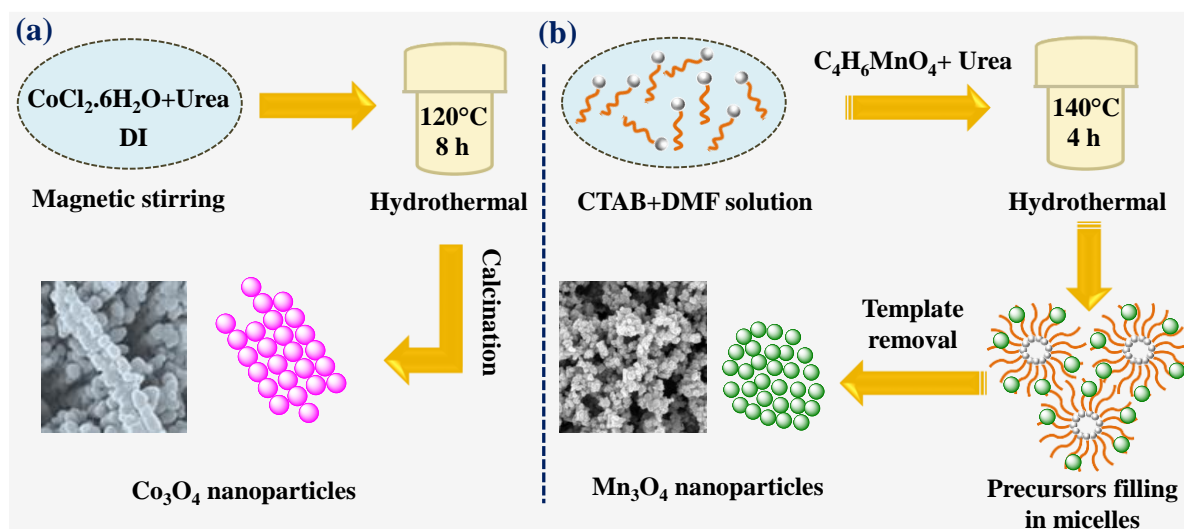 (a)
CoCl₂.6H₂O+Urea
DI
Magnetic stirring
120°C
8 h
Hydrothermal
Calcination
Co₃O₄ nanoparticles
(b)
CTAB+DMF solution
C₄H₆MnO₄+ Urea
140°C
4 h
Hydrothermal
Precursors filling
in micelles
Template
removal
Mn₃O₄ nanoparticles